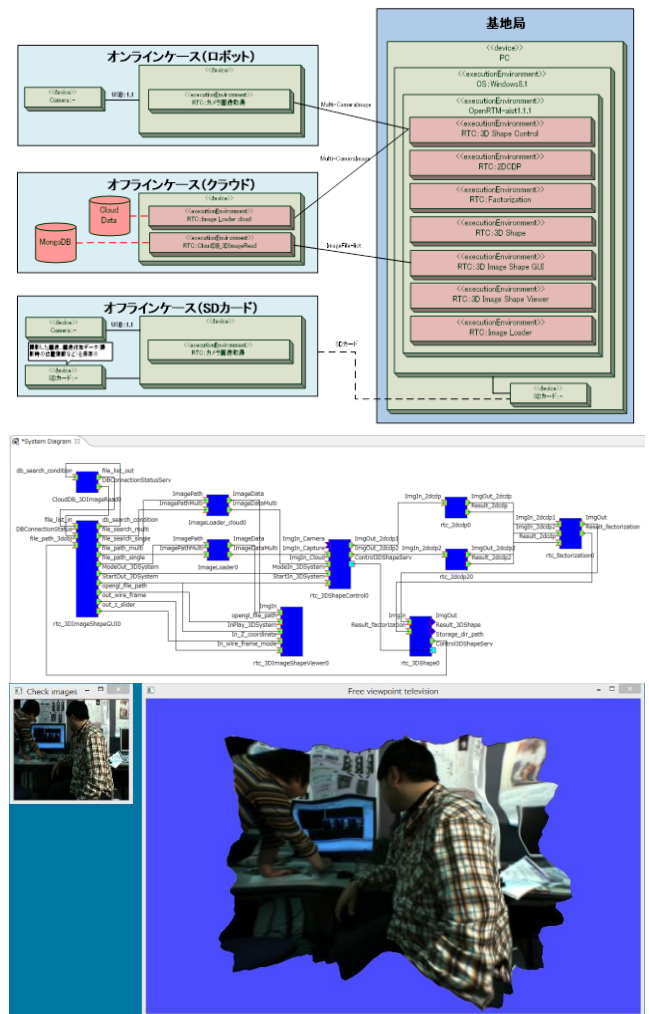 基地局
<<device>>
PC
<<executionEnvironment>>
OS:Windows8.1
<<executionEnvironment>>
OpenRTM-aist1.1.1
<<executionEnvironment>>
RTC:3D Shape Control
<<executionEnvironment>>
RTC:2DCDP
<<executionEnvironment>>
RTC:Factorization
<<executionEnvironment>>
RTC:3D Shape
<<executionEnvironment>>
RTC:3D Image Shape GUI
<<executionEnvironment>>
RTC:3D Image Shape Viewer
<<executionEnvironment>>
RTC:Image Loader
<<device>>
SDカード:-
オンラインケース(ロボット)
<<device>>
Camera:-
<<device>>
<<executionEnvironment>>
RTC:カメラ画像取得
Multi-CameraImage
Multi-CameraImage
オフラインケース(クラウド)
Cloud
Data
MongoDB
<<device>>
<<executionEnvironment>>
RTC:Image Loader cloud
<<executionEnvironment>>
RTC:CloudDB_3DImageRead
ImageFile-list
オフラインケース(SDカード)
<<device>>
Camera:-
<<device>>
SDカード:-
<<device>>
<<executionEnvironment>>
RTC:カメラ画像取得
SDカード
*System Diagram
db_search_condition
file_list_out
DBConnectionStatusServ
CloudDB_3DImageRead0
file_list_in
DBConnectionStatus
file_path_3ddoj
db_search_condition
file_search_multi
file_search_single
file_path_multi
file_path_single
ModeOut_3DSystem
StartOut_3DSystem
opengl_file_path
out_wire_frame
out_z_slider
rtc_3DImageShapeGUI0
ImagePath
ImagePathMulti
ImageData
ImageDataMulti
ImageLoader_cloud0
ImagePath
ImagePathMulti
ImageData
ImageDataMulti
ImageLoader0
ImgIn_Camera
ImgIn_Capture
ImgIn_Cloud
ModeIn_3DSystem
StartIn_3DSystem
ImgOut_2dcdp1
ImgOut_2dcdp2
Control3DShapeServ
rtc_3DShapeControl0
ImgIn
opengl_file_path
InPlay_3DSystem
In_Z_coordinate
In_wire_frame_mode
rtc_3DImageShapeViewer0
ImgIn_2dcdp
ImgOut_2dcdp
Result_2dcdp
rtc_2dcdp0
ImgIn_2dcdp2
ImgOut_2dcdp2
Result_2dcdp2
rtc_2dcdp20
ImgIn_2dcdp1
ImgIn_2dcdp2
Result_2dcdp1
ImgOut
Result_factorization
rtc_factorization0
ImgIn
Result_factorization
ImgOut
Result_3DShape
Storage_dir_path
Control3DShapeServ
rtc_3DShape0
Check images
Free viewpoint television